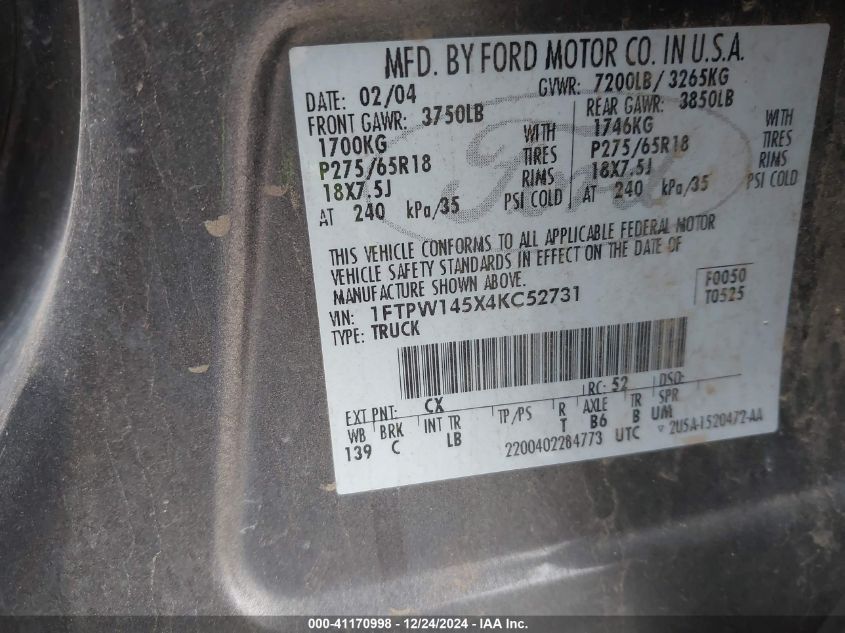 MFD. BY FORD MOTOR CO. IN U.S.A.
DATE: 02/04 GVWR: 7200LB/ 3265KG
FRONT GAWR: 3750LB REAR GAWR: 3850LB
1700KG WITH 1746KG WITH
P275/65R18 TIRES P275/65R18 TIRES
18X7.5J RIMS 18X7.5J RIMS
AT 240 kPa/35 PSI COLD AT 240 kPa/35 PSI COLD
Ford
THIS VEHICLE CONFORMS TO ALL APPLICABLE FEDERAL MOTOR
VEHICLE SAFETY STANDARDS IN EFFECT ON THE DATE OF
MANUFACTURE SHOWN ABOVE.
VIN: 1FTPW145X4KC52731 F0050
TYPE: TRUCK T0525
EXT PNT: CX RC: 52 DSO:
WB BRK INT TR TP/PS R AXLE TR SPR
139 C LB T B6 B UM
2200402284773 UTC 2U5A-1520472-AA
000-41170998 - 12/24/2024 - IAA Inc.